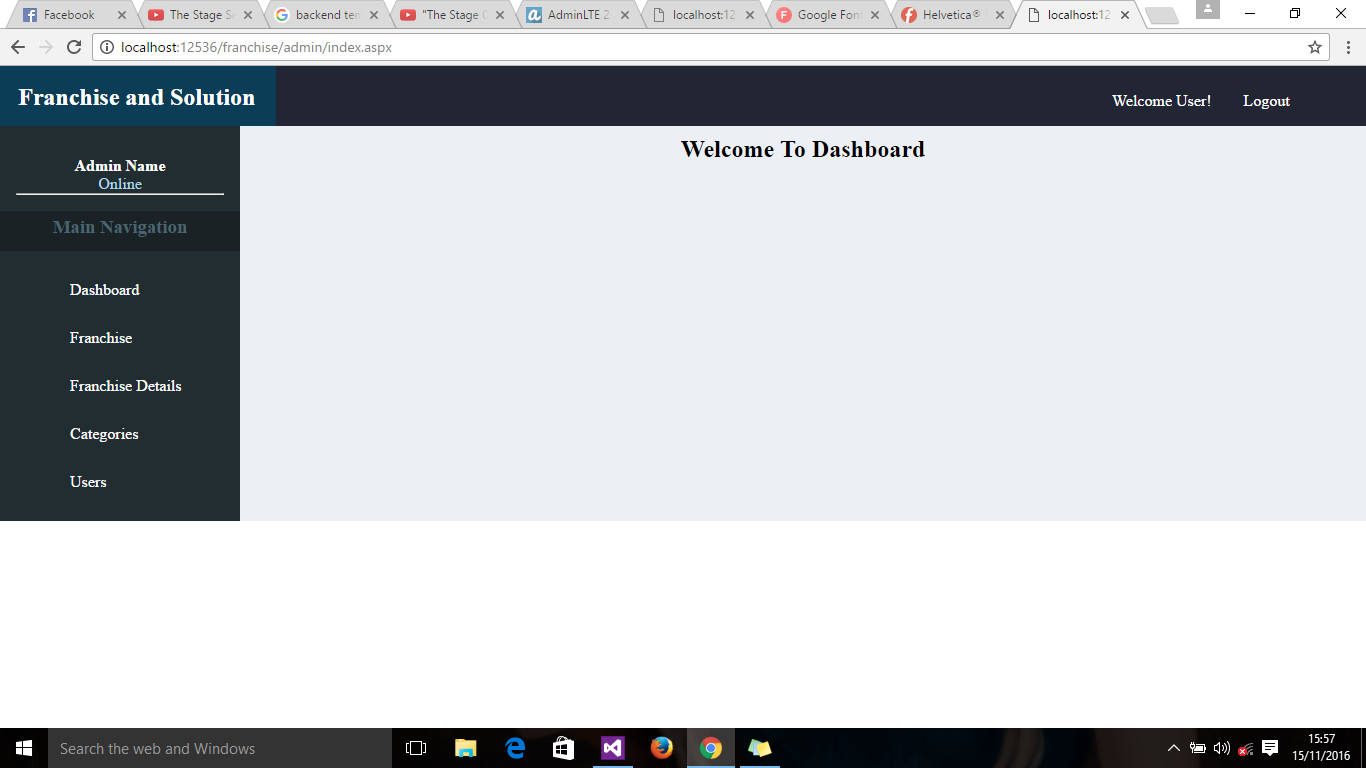 Facebook
The Stage S
backend ten
"The Stage
AdminLTE 2
localhost:12
Google Fon
Helvetica®
localhost:12
localhost:12536/franchise/admin/index.aspx
Franchise and Solution
Welcome User! Logout
Admin Name
Online
Welcome To Dashboard
Main Navigation
Dashboard
Franchise
Franchise Details
Categories
Users
Search the web and Windows
15:57
15/11/2016